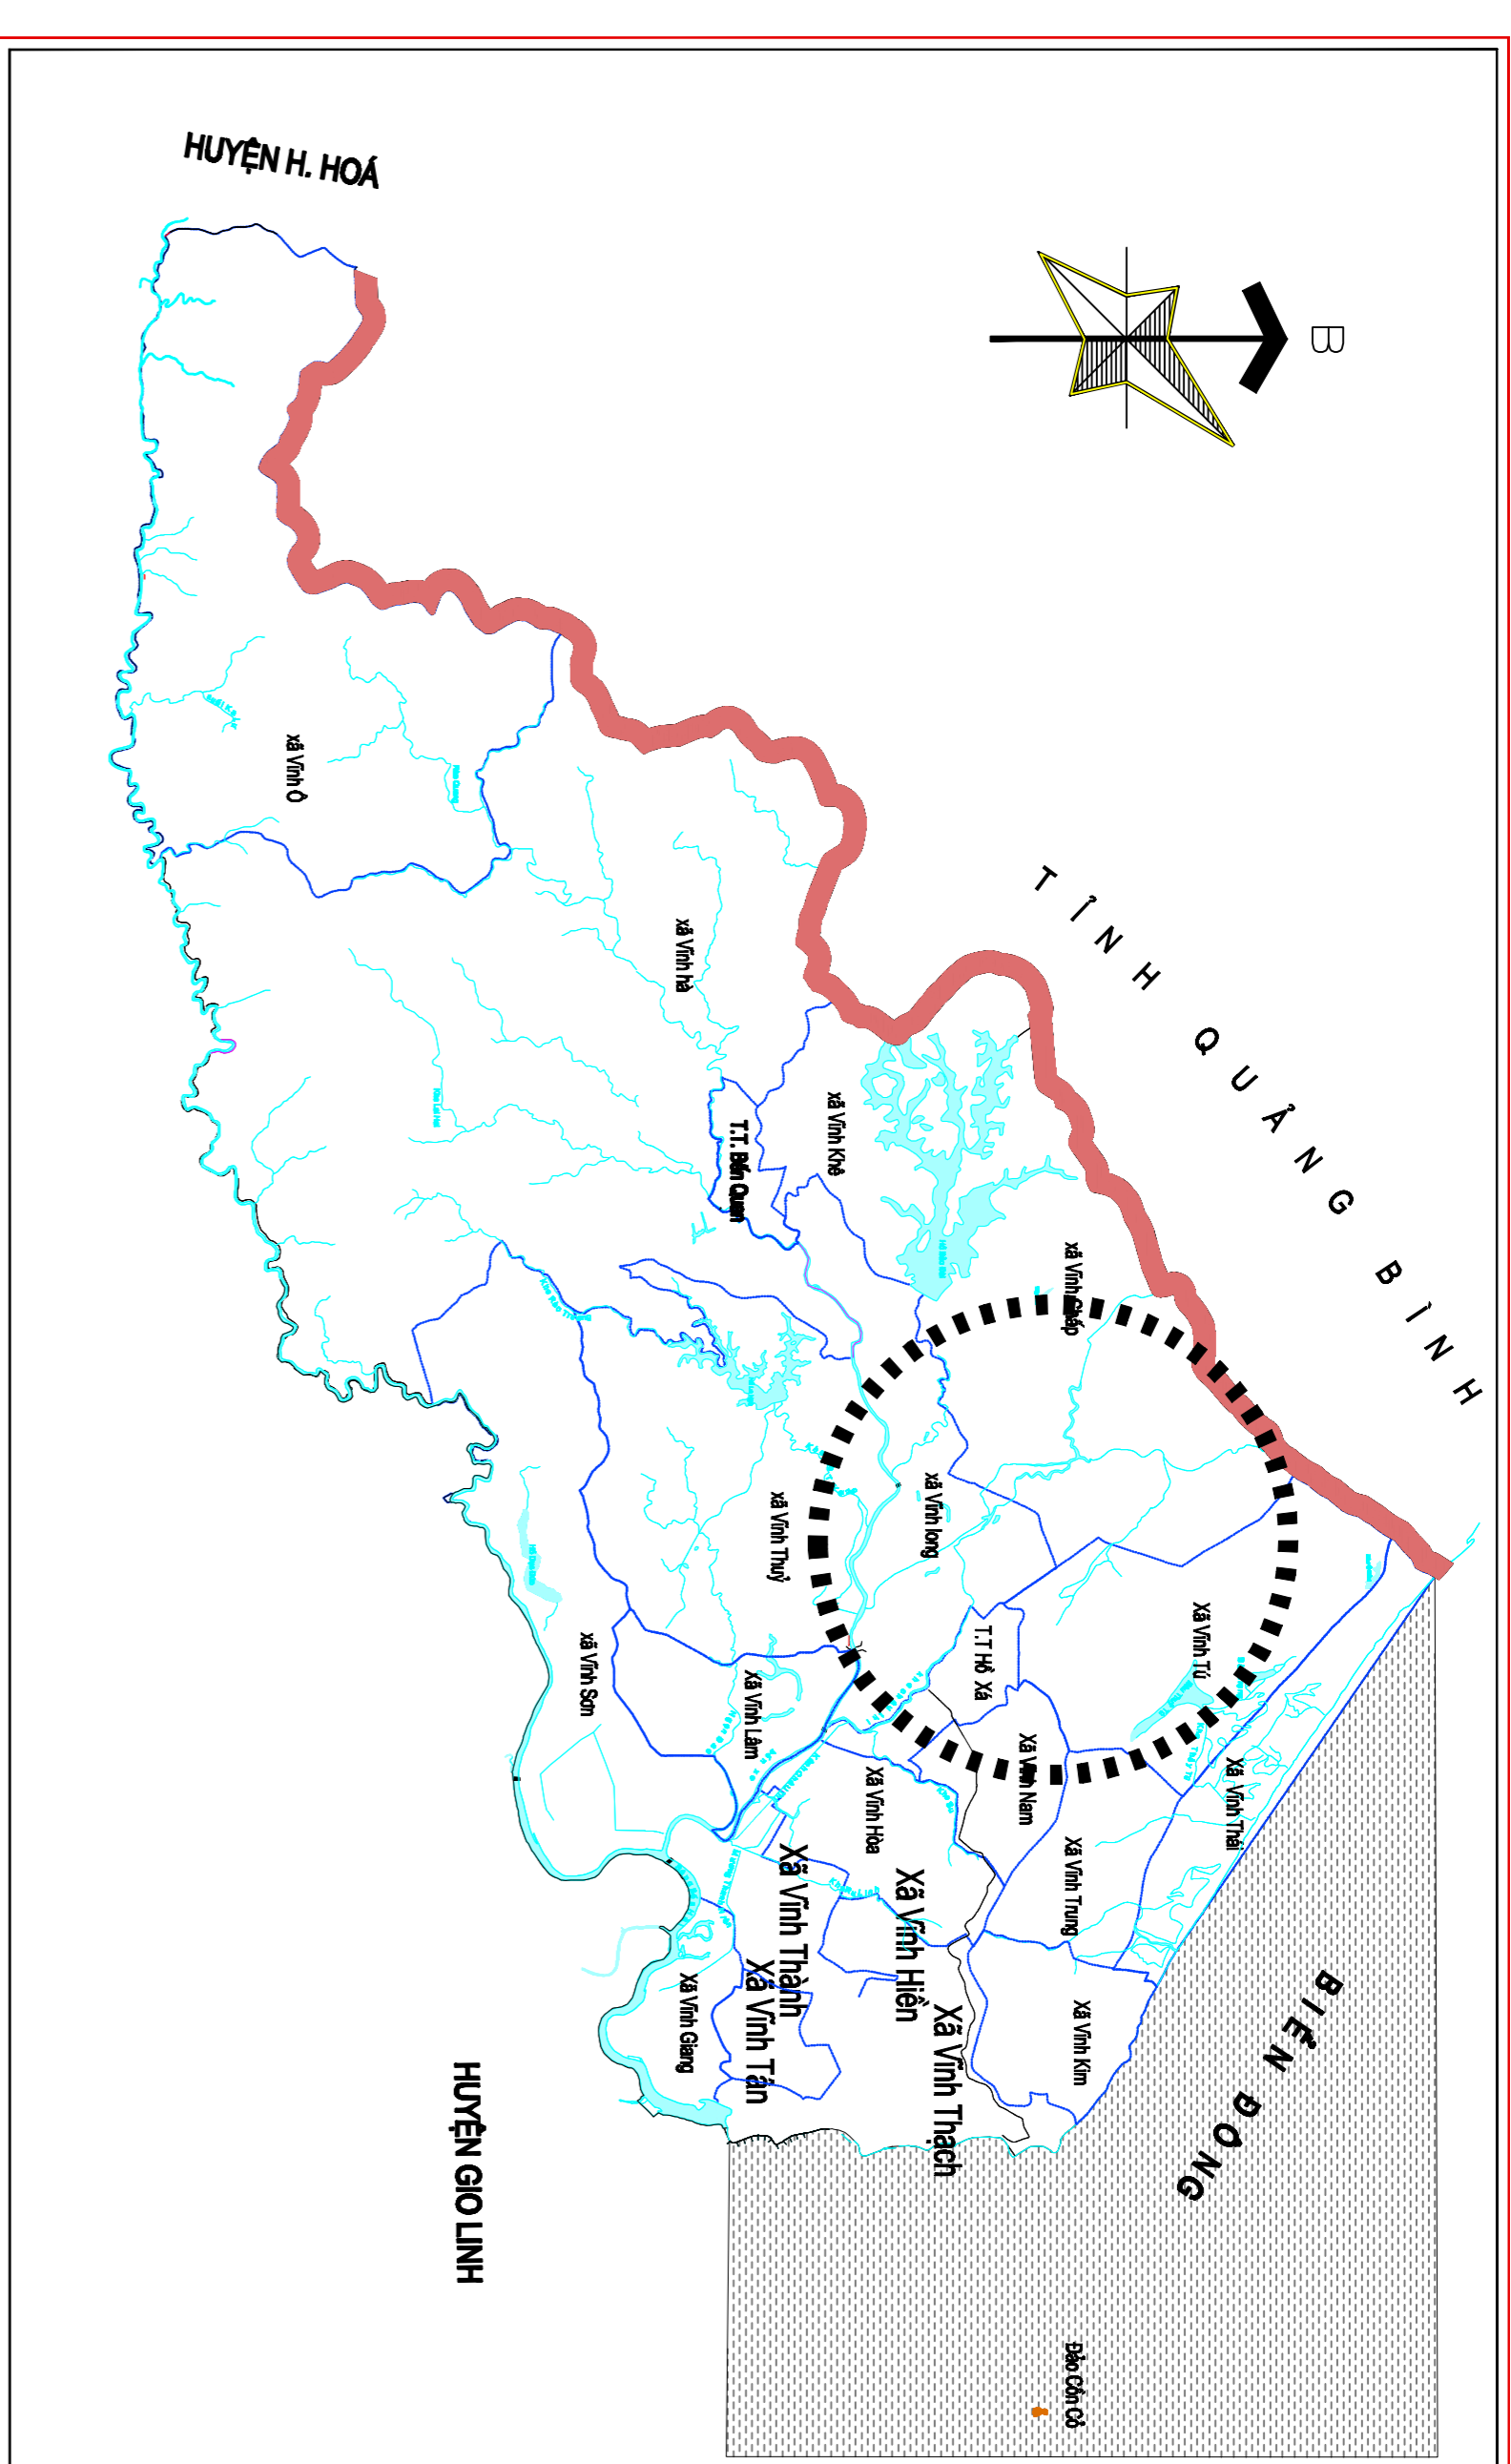 B
TỈNH QUẢNG BÌNH
BIỂN ĐÔNG
HUYỆN H. HOÁ
HUYỆN GIO LINH
Đảo Cồn Cỏ
xã Vĩnh Ô
xã Vĩnh hà
T.T. Bến Quan
xã Vĩnh Khê
xã Vĩnh Chấp
xã Vĩnh long
xã Vĩnh Thuỷ
xã Vĩnh Sơn
Xã Vĩnh Lâm
T.T Hồ Xá
Xã Vĩnh Tú
Xã Vĩnh Thái
Xã Vĩnh Nam
Xã Vĩnh Trung
Xã Vĩnh Hòa
Xã Vĩnh Hiền
Xã Vĩnh Thành
Xã Vĩnh Tân
Xã Vĩnh Giang
Xã Vĩnh Thạch
Xã Vĩnh Kim